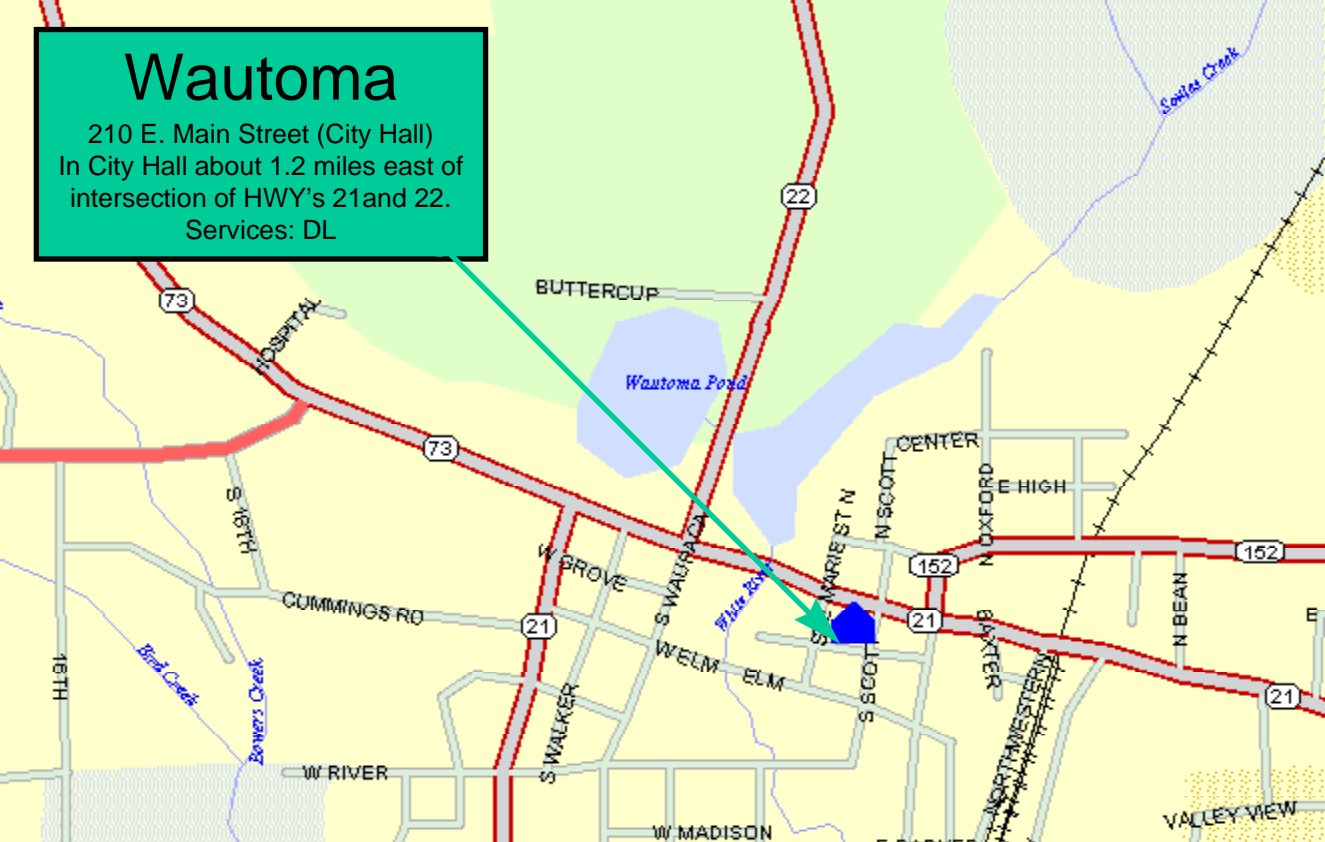 Wautoma
210 E. Main Street (City Hall)
In City Hall about 1.2 miles east of
intersection of HWY's 21and 22.
Services: DL
Soules Creek
22
BUTTERCUP
73
HOSPITAL
Wautoma Pond
73
CENTER
N SCOTT
N OXFORD
E HIGH
S 16TH
W GROVE
S WAUPACA
MARIE ST N
152
152
CUMMINGS RD
21
White River
21
BAXTER
N BEAN
E
16TH
Bird Creek
Bowers Creek
W ELM
ELM
S SCOTT
S WALKER
NORTHWESTERN
21
W RIVER
VALLEY VIEW
W MADISON